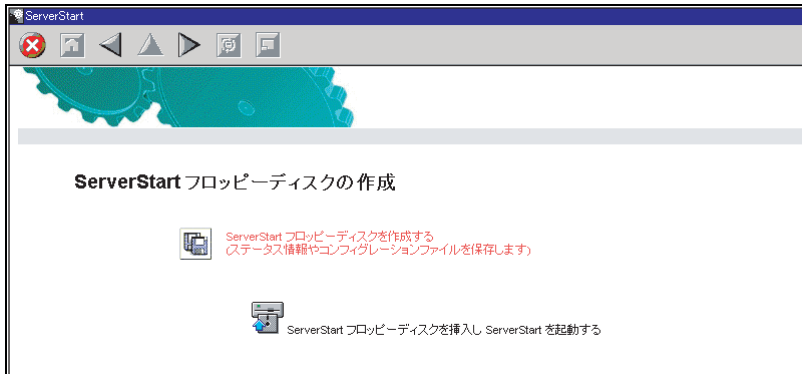 ServerStart
ServerStart フロッピーディスクの作成
ServerStart フロッピーディスクを作成する
(ステータス情報やコンフィグレーションファイルを保存します)
ServerStart フロッピーディスクを挿入し ServerStart を起動する